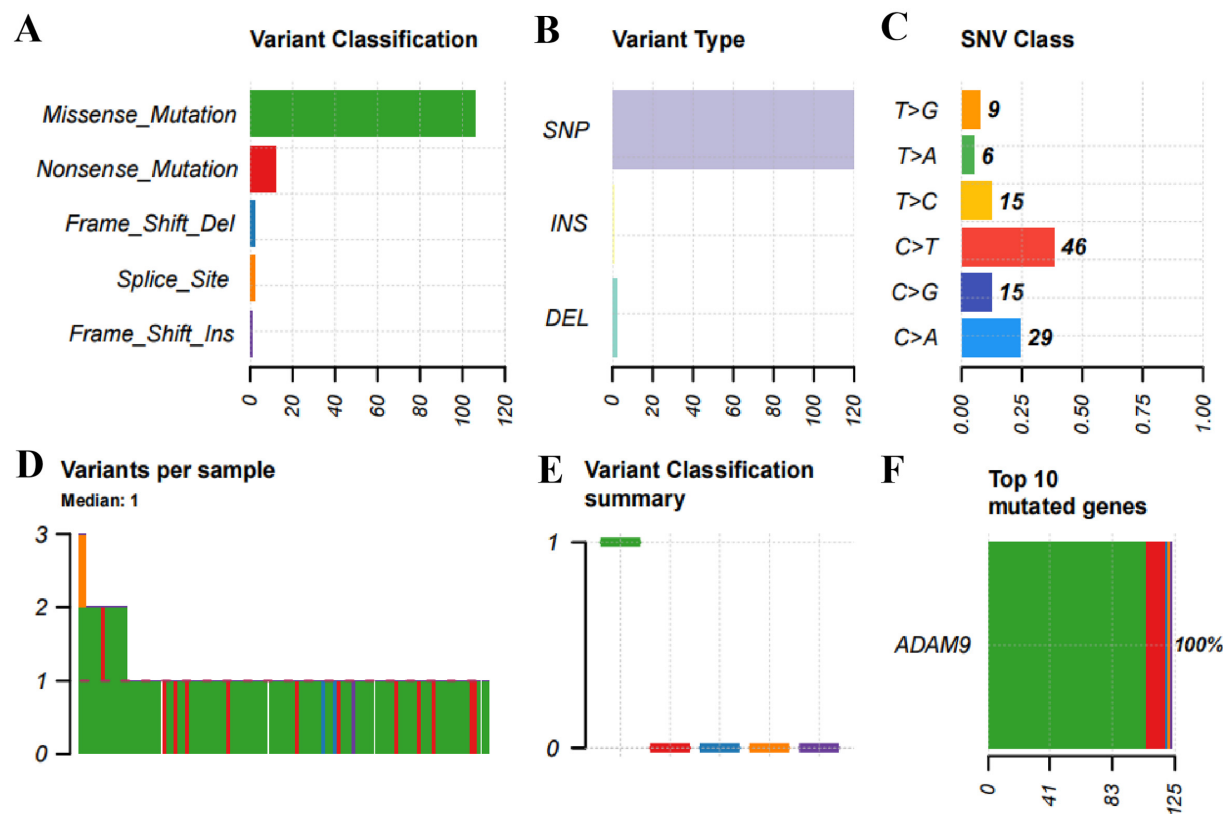 A
Variant Classification
Missense_Mutation
Nonsense_Mutation
Frame_Shift_Del
Splice_Site
Frame_Shift_Ins
0 20 40 60 80 100 120
B
Variant Type
SNP
INS
DEL
0 20 40 60 80 100 120
C
SNV Class
T>G 9
T>A 6
T>C 15
C>T 46
C>G 15
C>A 29
0.00 0.25 0.50 0.75 1.00
D
Variants per sample
Median: 1
3
2
1
0
E
Variant Classification
summary
1
0
F
Top 10
mutated genes
ADAM9 100%
0 41 83 125